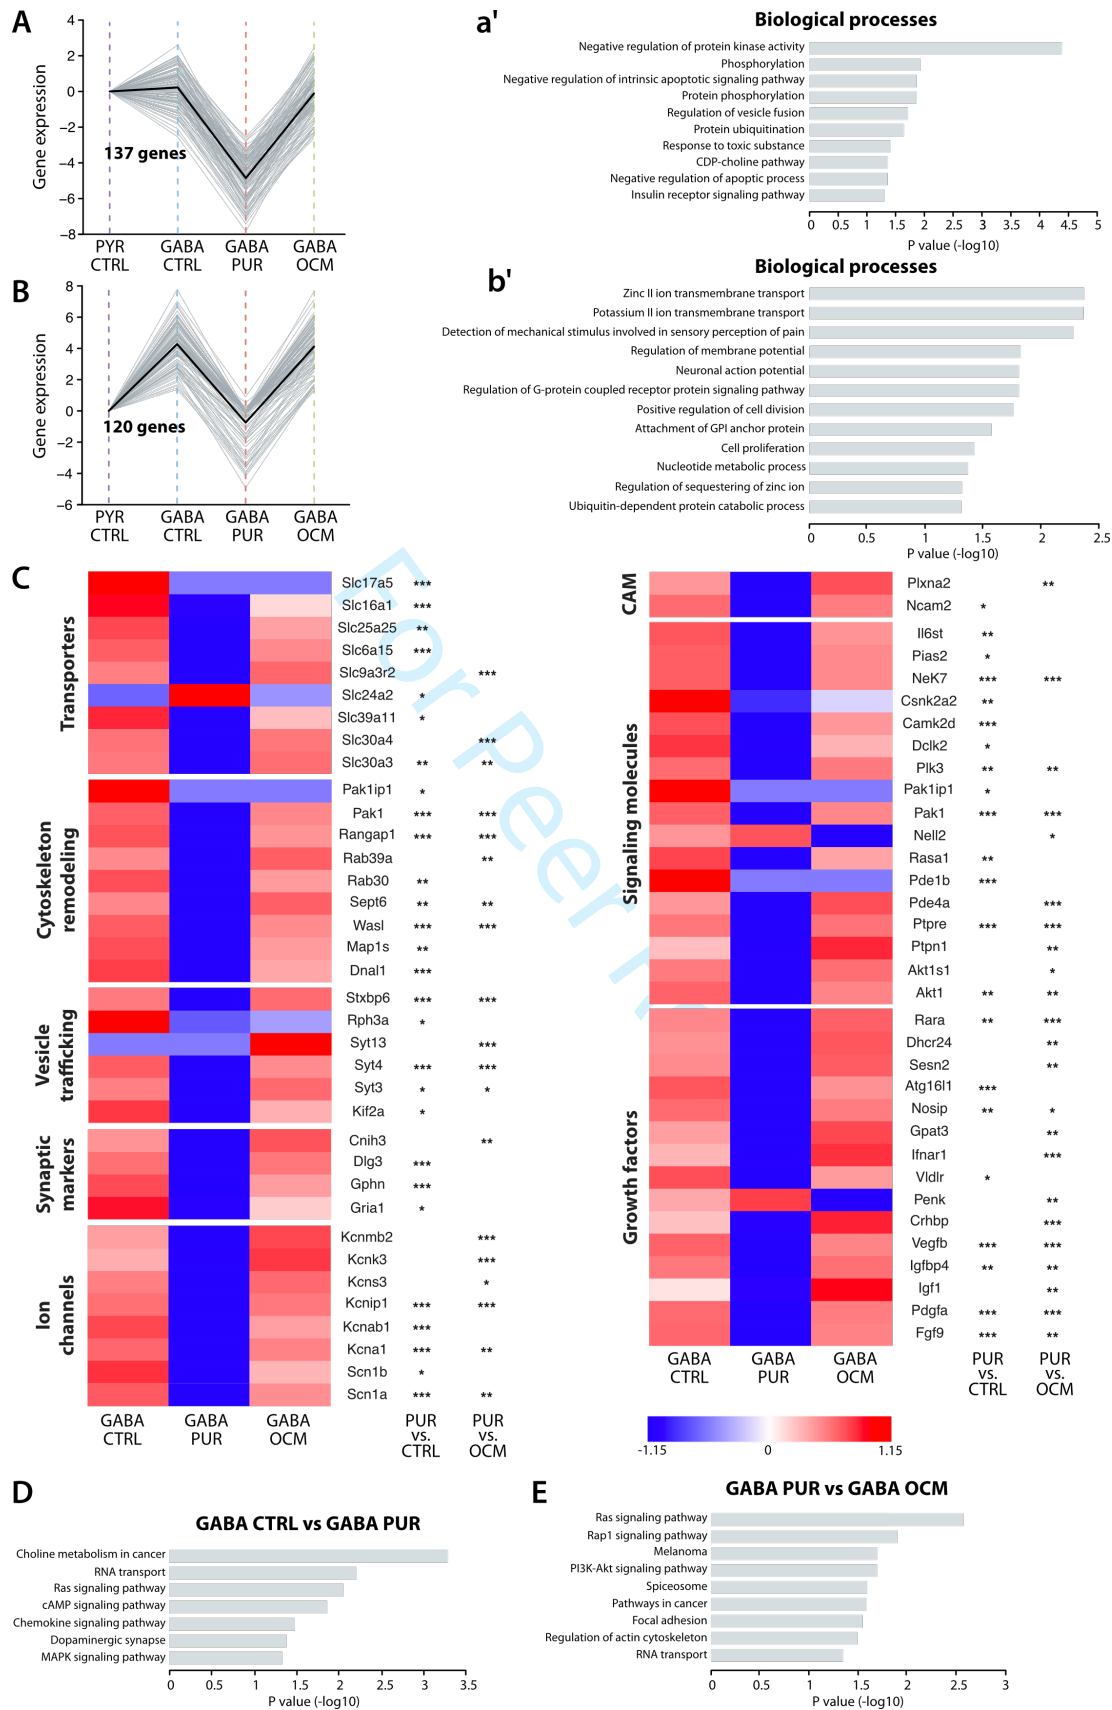 A
Gene expression
4
2
0
−2
−4
−6
−8
137 genes
PYR CTRL
GABA CTRL
GABA PUR
GABA OCM
a'
Biological processes
Negative regulation of protein kinase activity
Phosphorylation
Negative regulation of intrinsic apoptotic signaling pathway
Protein phosphorylation
Regulation of vesicle fusion
Protein ubiquitination
Response to toxic substance
CDP-choline pathway
Negative regulation of apoptic process
Insulin receptor signaling pathway
0 0.5 1 1.5 2 2.5 3 3.5 4 4.5 5
P value (-log10)
B
Gene expression
8
6
4
2
0
−2
−4
−6
120 genes
PYR CTRL
GABA CTRL
GABA PUR
GABA OCM
b'
Biological processes
Zinc II ion transmembrane transport
Potassium II ion transmembrane transport
Detection of mechanical stimulus involved in sensory perception of pain
Regulation of membrane potential
Neuronal action potential
Regulation of G-protein coupled receptor protein signaling pathway
Positive regulation of cell division
Attachment of GPI anchor protein
Cell proliferation
Nucleotide metabolic process
Regulation of sequestering of zinc ion
Ubiquitin-dependent protein catabolic process
0 0.5 1 1.5 2 2.5
P value (-log10)
C
For Peer
Transporters
Slc17a5 ***
Slc16a1 ***
Slc25a25 **
Slc6a15 ***
Slc9a3r2 ***
Slc24a2 *
Slc39a11 *
Slc30a4 ***
Slc30a3 ** **
Cytoskeleton remodeling
Pak1ip1 *
Pak1 *** ***
Rangap1 *** ***
Rab39a **
Rab30 **
Sept6 ** **
Wasl *** ***
Map1s **
Dnal1 ***
Vesicle trafficking
Stxbp6 *** ***
Rph3a *
Syt13 ***
Syt4 *** ***
Syt3 * *
Kif2a *
Synaptic markers
Cnih3 **
Dlg3 ***
Gphn ***
Gria1 *
Ion channels
Kcnmb2 ***
Kcnk3 ***
Kcns3 *
Kcnip1 *** ***
Kcnab1 ***
Kcna1 *** **
Scn1b *
Scn1a *** **
GABA CTRL
GABA PUR
GABA OCM
PUR vs. CTRL
PUR vs. OCM
CAM
Plxna2 **
Ncam2 *
Signaling molecules
Il6st **
Pias2 *
NeK7 *** ***
Csnk2a2 **
Camk2d ***
Dclk2 *
Plk3 ** **
Pak1ip1 *
Pak1 *** ***
Nell2 *
Rasa1 **
Pde1b ***
Pde4a ***
Ptpre *** ***
Ptpn1 **
Akt1s1 *
Akt1 ** **
Growth factors
Rara ** ***
Dhcr24 **
Sesn2 **
Atg16l1 ***
Nosip ** *
Gpat3 **
Ifnar1 ***
Vldlr *
Penk **
Crhbp ***
Vegfb *** ***
Igfbp4 ** **
Igf1 **
Pdgfa *** ***
Fgf9 *** **
GABA CTRL
GABA PUR
GABA OCM
PUR vs. CTRL
PUR vs. OCM
-1.15 0 1.15
D
GABA CTRL vs GABA PUR
Choline metabolism in cancer
RNA transport
Ras signaling pathway
cAMP signaling pathway
Chemokine signaling pathway
Dopaminergic synapse
MAPK signaling pathway
0 0.5 1 1.5 2 2.5 3 3.5
P value (-log10)
E
GABA PUR vs GABA OCM
Ras signaling pathway
Rap1 signaling pathway
Melanoma
PI3K-Akt signaling pathway
Spiceosome
Pathways in cancer
Focal adhesion
Regulation of actin cytoskeleton
RNA transport
0 0.5 1 1.5 2 2.5 3
P value (-log10)